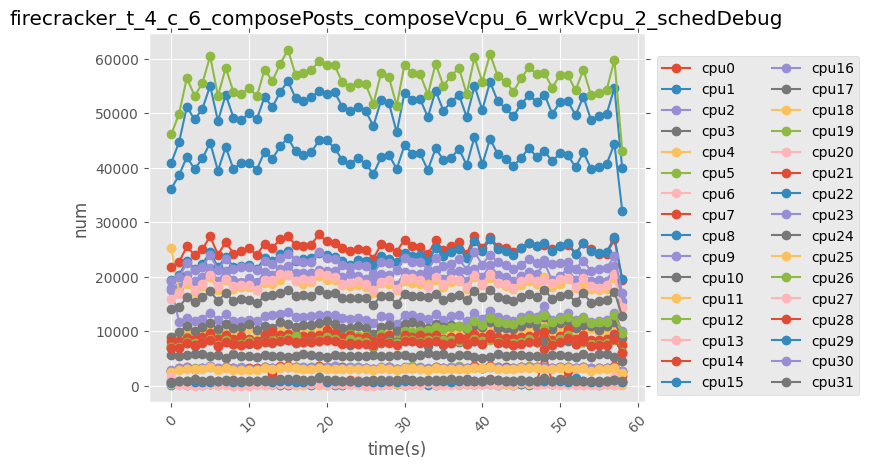 firecracker_t_4_c_6_composePosts_composeVcpu_6_wrkVcpu_2_schedDebug
60000
50000
40000
30000
20000
10000
0
num
0
10
20
30
40
50
60
time(s)
cpu0
cpu1
cpu2
cpu3
cpu4
cpu5
cpu6
cpu7
cpu8
cpu9
cpu10
cpu11
cpu12
cpu13
cpu14
cpu15
cpu16
cpu17
cpu18
cpu19
cpu20
cpu21
cpu22
cpu23
cpu24
cpu25
cpu26
cpu27
cpu28
cpu29
cpu30
cpu31